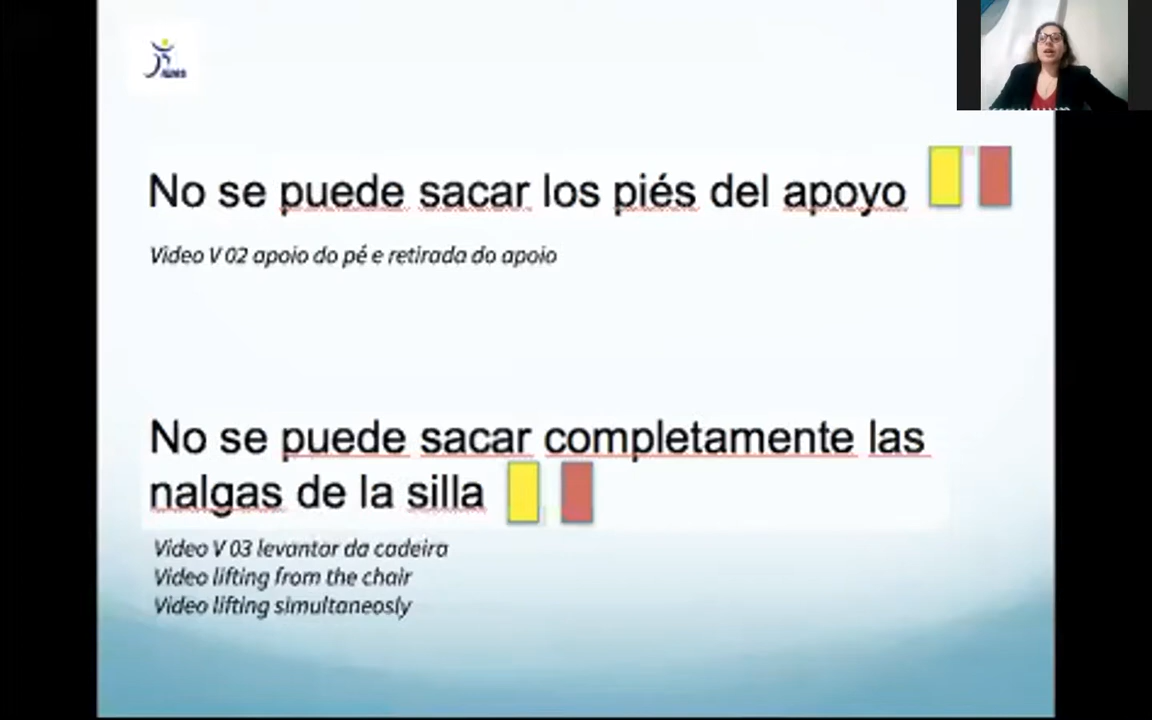 No se puede sacar los piés del apoyo
Video V 02 apoio do pé e retirada do apoio
No se puede sacar completamente las
nalgas de la silla
Video V 03 levantar da cadeira
Video lifting from the chair
Video lifting simultaneosly